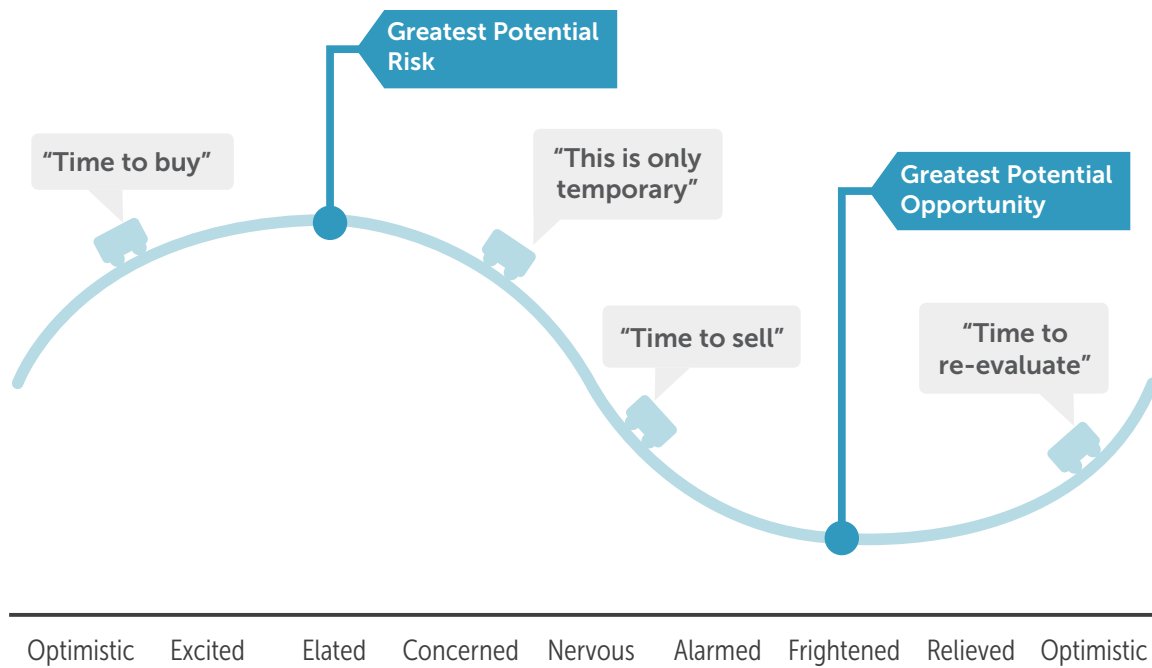 Greatest Potential
Risk
“Time to buy”
“This is only
temporary”
Greatest Potential
Opportunity
“Time to sell”
“Time to
re-evaluate”
Optimistic Excited Elated Concerned Nervous Alarmed Frightened Relieved Optimistic